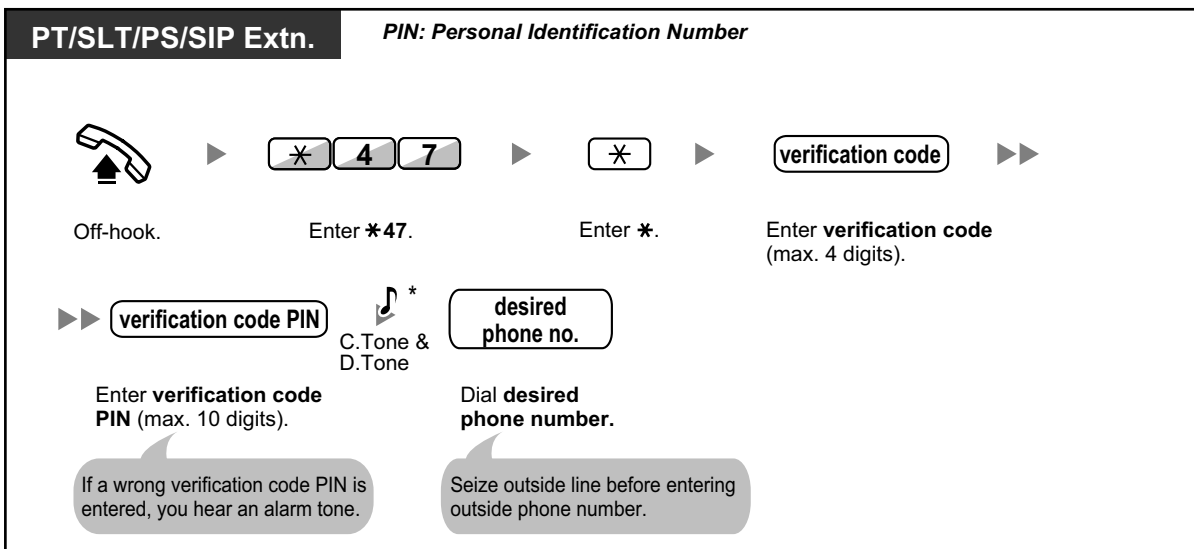 PT/SLT/PS/SIP Extn.
PIN: Personal Identification Number
* 4 7
*
verification code
Off-hook.
Enter *47.
Enter *.
Enter verification code
(max. 4 digits).
verification code PIN
*
C.Tone &
D.Tone
desired
phone no.
Enter verification code
PIN (max. 10 digits).
Dial desired
phone number.
If a wrong verification code PIN is
entered, you hear an alarm tone.
Seize outside line before entering
outside phone number.